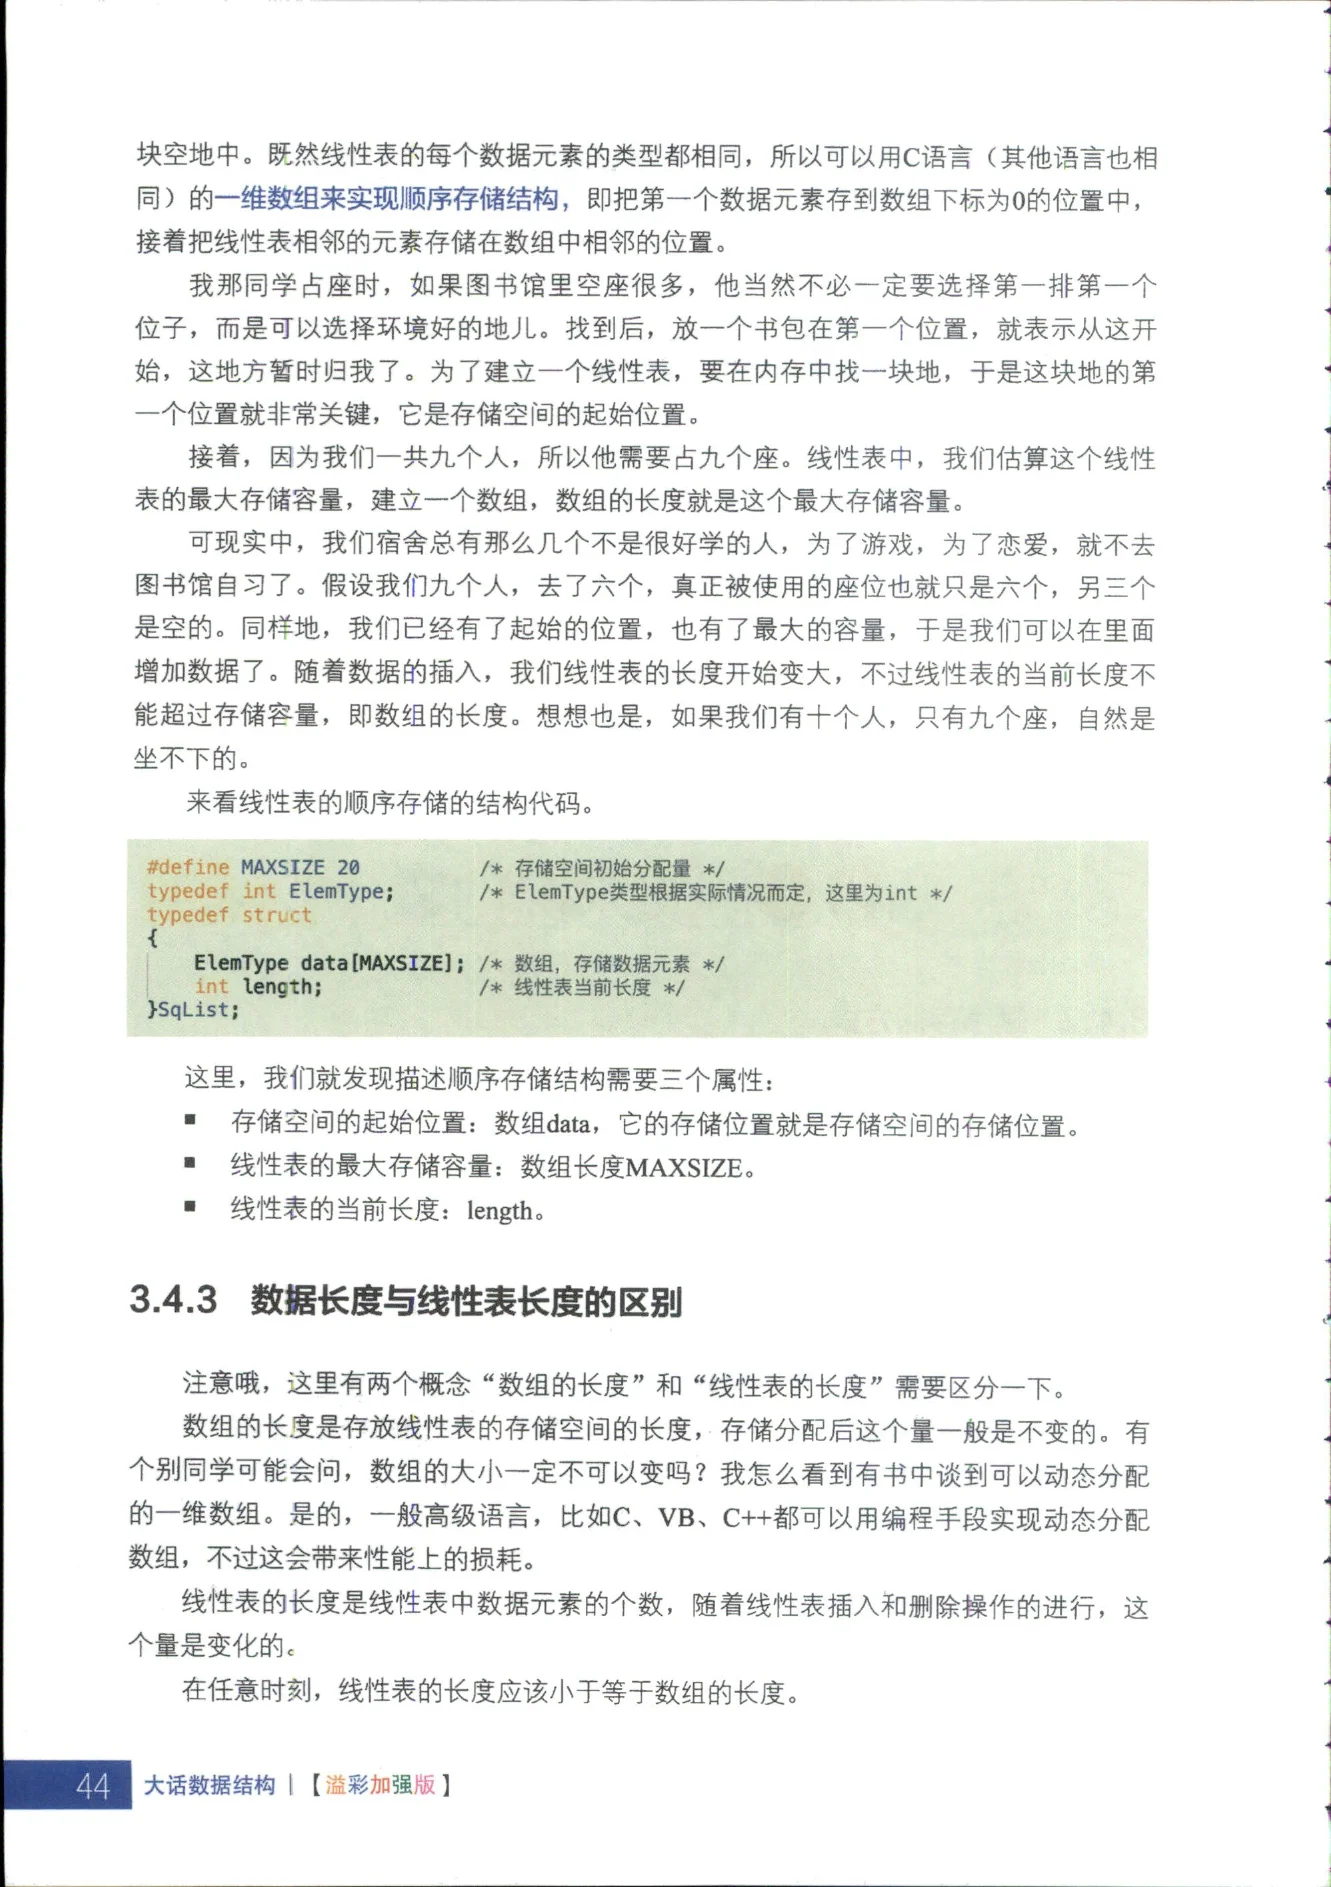 块空地中。既然线性表的每个数据元素的类型都相同，所以可以用C语言（其他语言也相
同）的一维数组来实现顺序存储结构，即把第一个数据元素存到数组下标为0的位置中，
接着把线性表相邻的元素存储在数组中相邻的位置。
我那同学占座时，如果图书馆里空座很多，他当然不必一定要选择第一排第一个
位子，而是可以选择环境好的地儿。找到后，放一个书包在第一个位置，就表示从这开
始，这地方暂时归我了。为了建立一个线性表，要在内存中找一块地，于是这块地的第
一个位置就非常关键，它是存储空间的起始位置。
接着，因为我们一共九个人，所以他需要占九个座。线性表中，我们估算这个线性
表的最大存储容量，建立一个数组，数组的长度就是这个最大存储容量。
可现实中，我们宿舍总有那么几个不是很好学的人，为了游戏，为了恋爱，就不去
图书馆自习了。假设我们九个人，去了六个，真正被使用的座位也就只是六个，另三个
是空的。同样地，我们已经有了起始的位置，也有了最大的容量，于是我们可以在里面
增加数据了。随着数据的插入，我们线性表的长度开始变大，不过线性表的当前长度不
能超过存储容量，即数组的长度。想想也是，如果我们有十个人，只有九个座，自然是
坐不下的。
来看线性表的顺序存储的结构代码。
#define MAXSIZE 20 /* 存储空间初始分配量 */
typedef int ElemType; /* ElemType类型根据实际情况而定，这里为int */
typedef struct
{
ElemType data[MAXSIZE]; /* 数组，存储数据元素 */
int length; /* 线性表当前长度 */
}SqList;
这里，我们就发现描述顺序存储结构需要三个属性：
■ 存储空间的起始位置：数组data，它的存储位置就是存储空间的存储位置。
■ 线性表的最大存储容量：数组长度MAXSIZE。
■ 线性表的当前长度：length。
3.4.3 数据长度与线性表长度的区别
注意哦，这里有两个概念“数组的长度”和“线性表的长度”需要区分一下。
数组的长度是存放线性表的存储空间的长度，存储分配后这个量一般是不变的。有
个别同学可能会问，数组的大小一定不可以变吗？我怎么看到有书中谈到可以动态分配
的一维数组。是的，一般高级语言，比如C、VB、C++都可以用编程手段实现动态分配
数组，不过这会带来性能上的损耗。
线性表的长度是线性表中数据元素的个数，随着线性表插入和删除操作的进行，这
个量是变化的。
在任意时刻，线性表的长度应该小于等于数组的长度。
44 大话数据结构 | 【溢彩加强版】